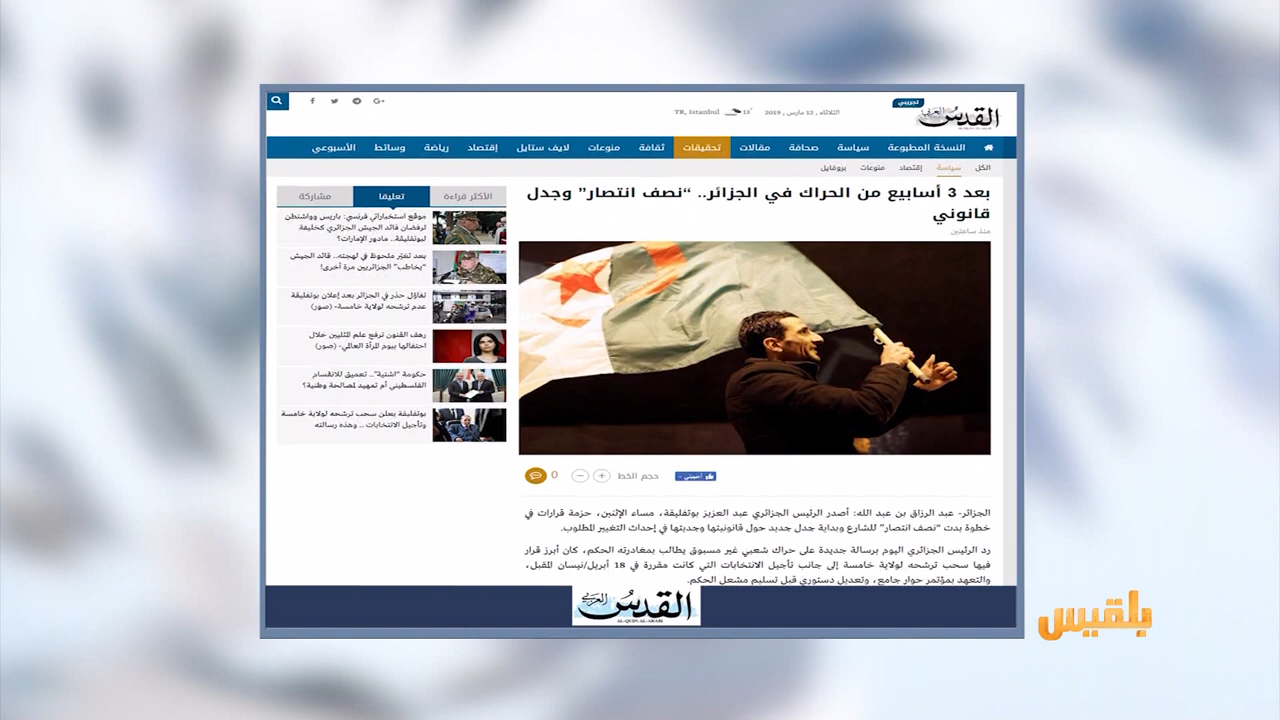 تجريبي
القدس العربي
الثلاثاء , 12 مارس , 2019
13°
TR, Istanbul
النسخة المطبوعة
سياسة
صحافة
مقالات
تحقيقات
ثقافة
منوعات
لايف ستايل
إقتصاد
رياضة
وسائط
الأسبوعي
الكل
سياسة
إقتصاد
منوعات
بروفايل
بعد 3 أسابيع من الحراك في الجزائر.. “نصف انتصار” وجدل
قانوني
منذ ساعتين
حجم الخط
0
أعجبني
الجزائر- عبد الرزاق بن عبد الله: أصدر الرئيس الجزائري عبد العزيز بوتفليقة، مساء الإثنين، حزمة قرارات في
خطوة بدت “نصف انتصار” للشارع وبداية جدل جديد حول قانونيتها وجديتها في إحداث التغيير المطلوب.
رد الرئيس الجزائري اليوم برسالة جديدة على حراك شعبي غير مسبوق يطالب بمغادرته الحكم، كان أبرز قرار
فيها سحب ترشحه لولاية خامسة إلى جانب تأجيل الانتخابات التي كانت مقررة في 18 أبريل/نيسان المقبل،
والتعهد بمؤتمر حوار جامع، وتعديل دستوري قبل تسليم مشعل الحكم.
الأكثر قراءة
تعليقا
مشاركة
موقع استخباراتي فرنسي: باريس وواشنطن
ترفضان قائد الجيش الجزائري كخليفة
لبوتفليقة.. مادور الإمارات؟
بعد تغيّر ملحوظ في لهجته.. قائد الجيش
“يخاطب” الجزائريين مرة أخرى!
تفاؤل حذر في الجزائر بعد إعلان بوتفليقة
عدم ترشحه لولاية خامسة- (صور)
رهف القنون ترفع علم المثليين خلال
احتفالها بيوم المرأة العالمي- (صور)
حكومة “اشتية”.. تعميق للانقسام
الفلسطيني أم تمهيد لمصالحة وطنية؟
بوتفليقة يعلن سحب ترشحه لولاية خامسة
وتأجيل الانتخابات .. وهذه رسالته
القدس العربي
AL-QUDS AL-ARABI
بلقيس